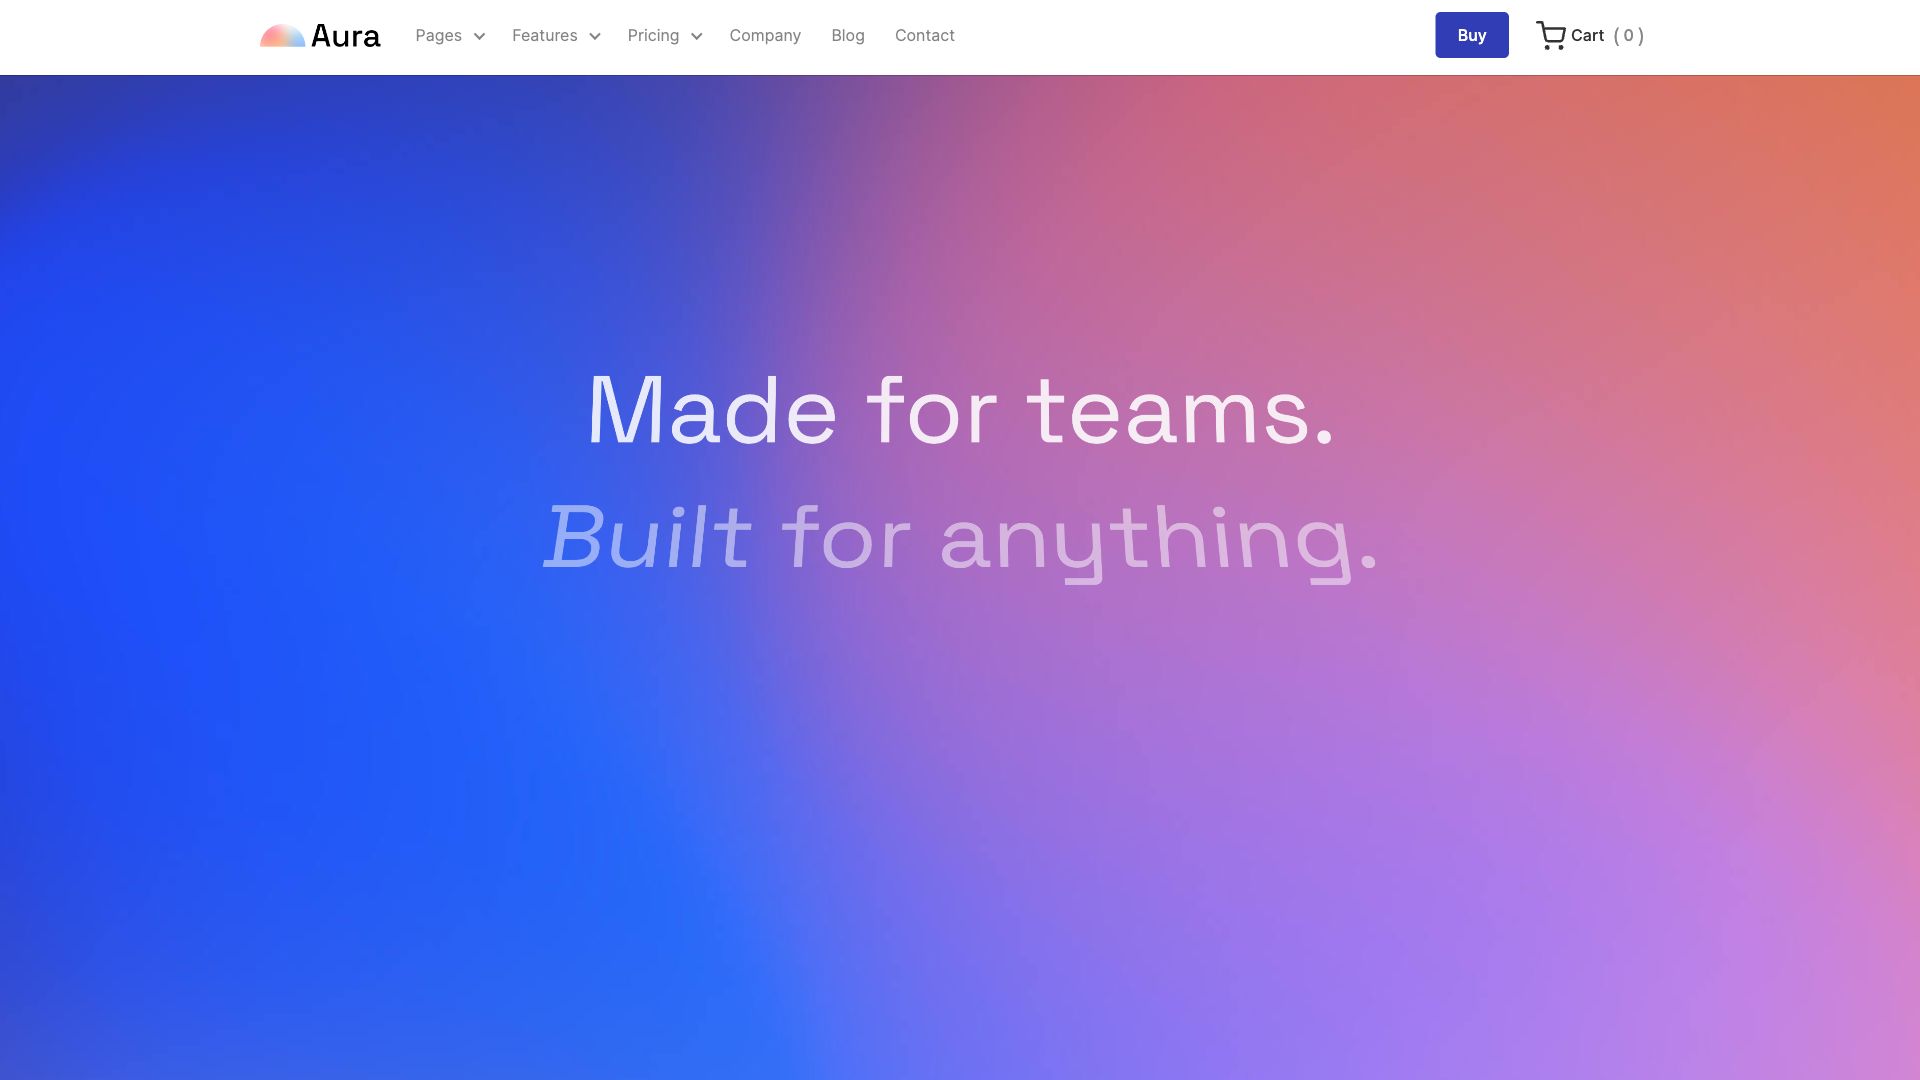 Aura Pages Features Pricing Company Blog Contact Buy Cart ( 0 )
Made for teams.
Built for anything.